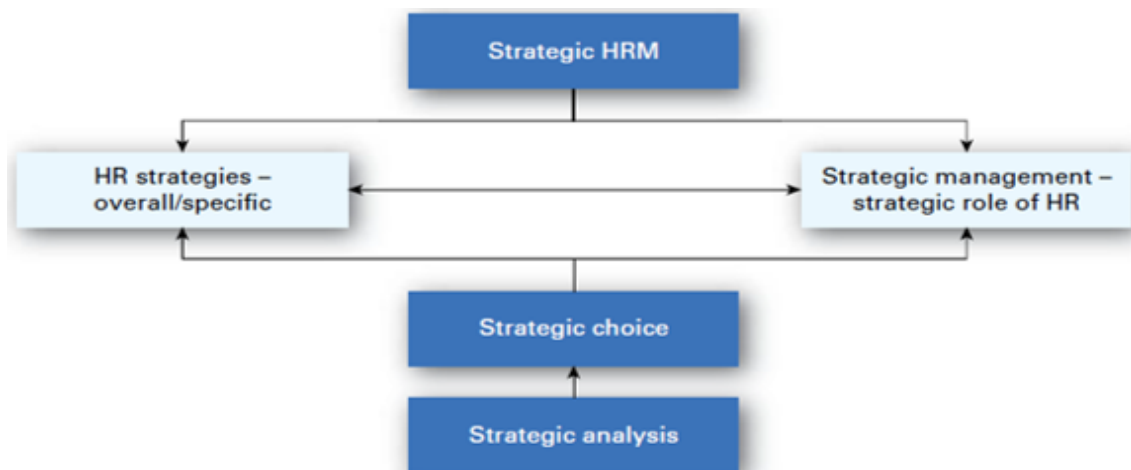 Strategic HRM
HR strategies –
overall/specific
Strategic management –
strategic role of HR
Strategic choice
Strategic analysis